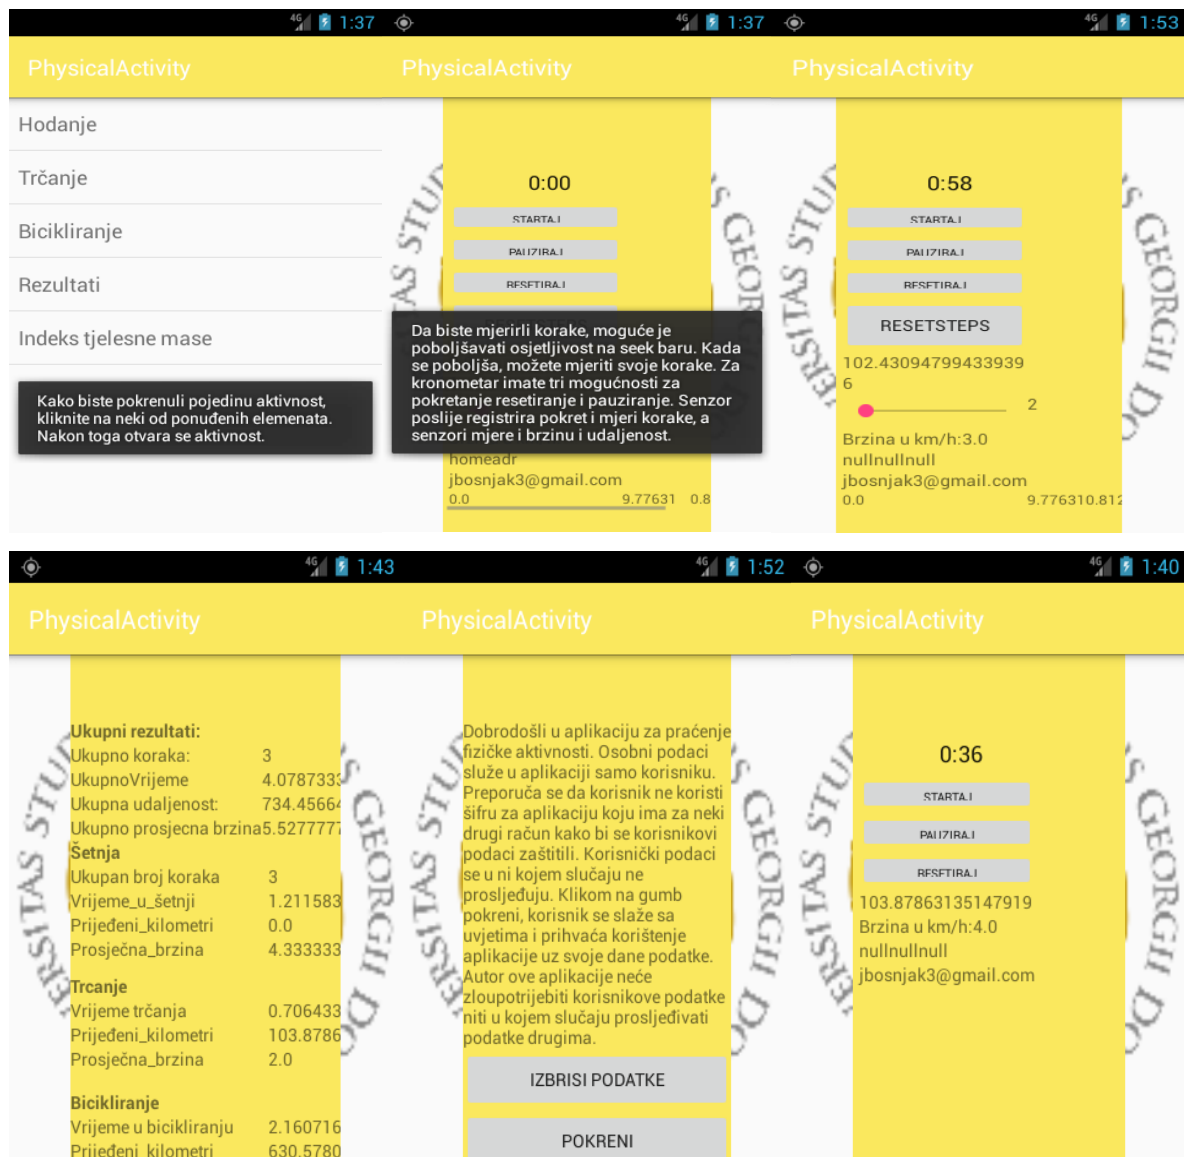 4G 1:37
PhysicalActivity
Hodanje
Trčanje
Bicikliranje
Rezultati
Indeks tjelesne mase
Kako biste pokrenuli pojedinu aktivnost,
kliknite na neki od ponuđenih elemenata.
Nakon toga otvara se aktivnost.
4G 1:37
PhysicalActivity
0:00
STARTAJ
PAUZIRAJ
RESETIRAJ
Da biste mjerirli korake, moguće je
poboljšavati osjetljivost na seek baru. Kada
se poboljša, možete mjeriti svoje korake. Za
kronometar imate tri mogućnosti za
pokretanje resetiranje i pauziranje. Senzor
poslije registrira pokret i mjeri korake, a
senzori mjere i brzinu i udaljenost.
homeadr
jbosnjak3@gmail.com
0.0 9.77631 0.8
4G 1:53
PhysicalActivity
0:58
STARTAJ
PAUZIRAJ
RESETIRAJ
RESETSTEPS
102.43094799433939
6
2
Brzina u km/h:3.0
nullnullnull
jbosnjak3@gmail.com
0.0 9.776310.812
4G 1:43
PhysicalActivity
Ukupni rezultati:
Ukupno koraka: 3
UkupnoVrijeme 4.0787333
Ukupna udaljenost: 734.45664
Ukupno prosjecna brzina5.5277777
Šetnja
Ukupan broj koraka 3
Vrijeme_u_šetnji 1.211583
Prijeđeni_kilometri 0.0
Prosječna_brzina 4.333333
Trcanje
Vrijeme trčanja 0.706433
Prijeđeni_kilometri 103.8786
Prosječna_brzina 2.0
Bicikliranje
Vrijeme u bicikliranju 2.160716
Prijeđeni_kilometri 630.5780
4G 1:52
PhysicalActivity
Dobrodošli u aplikaciju za praćenje
fizičke aktivnosti. Osobni podaci
služe u aplikaciji samo korisniku.
Preporuča se da korisnik ne koristi
šifru za aplikaciju koju ima za neki
drugi račun kako bi se korisnikovi
podaci zaštitili. Korisnički podaci
se u ni kojem slučaju ne
prosljeđuju. Klikom na gumb
pokreni, korisnik se slaže sa
uvjetima i prihvaća korištenje
aplikacije uz svoje dane podatke.
Autor ove aplikacije neće
zloupotrijebiti korisnikove podatke
niti u kojem slučaju prosljeđivati
podatke drugima.
IZBRISI PODATKE
POKRENI
4G 1:40
PhysicalActivity
0:36
STARTAJ
PAUZIRAJ
RESETIRAJ
103.87863135147919
Brzina u km/h:4.0
nullnullnull
jbosnjak3@gmail.com